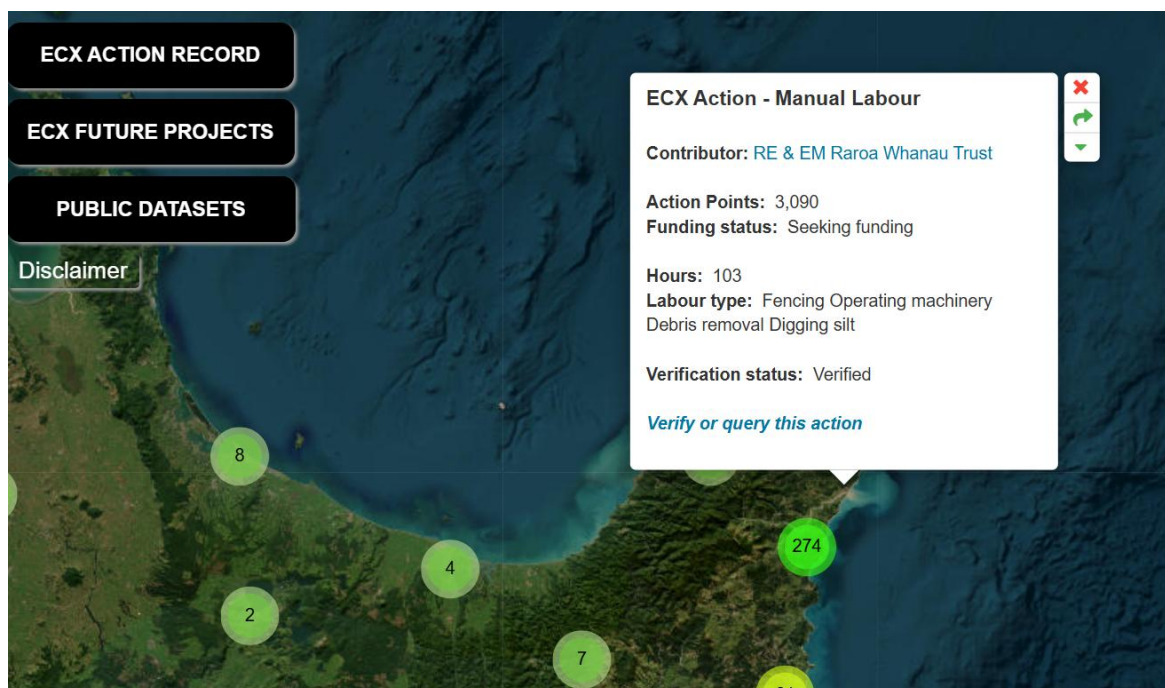 ECX ACTION RECORD
ECX FUTURE PROJECTS
PUBLIC DATASETS
Disclaimer
ECX Action - Manual Labour
Contributor: RE & EM Raroa Whanau Trust
Action Points: 3,090
Funding status: Seeking funding
Hours: 103
Labour type: Fencing Operating machinery
Debris removal Digging silt
Verification status: Verified
Verify or query this action
8
4
274
2
7